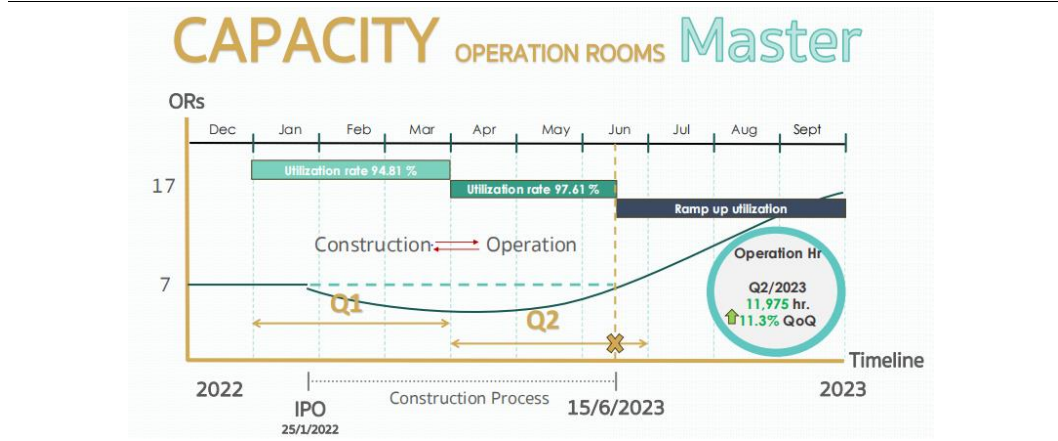 CAPACITY OPERATION ROOMS Master
ORs
Dec Jan Feb Mar Apr May Jun Jul Aug Sept
Utilization rate 94.81 %
17
Utilization rate 97.61 %
Ramp up utilization
Construction Operation
Operation Hr
7
Q2/2023
11,975 hr.
11.3% QoQ
Q1
Q2
Timeline
2022
2023
Construction Process
IPO
15/6/2023
25/1/2022